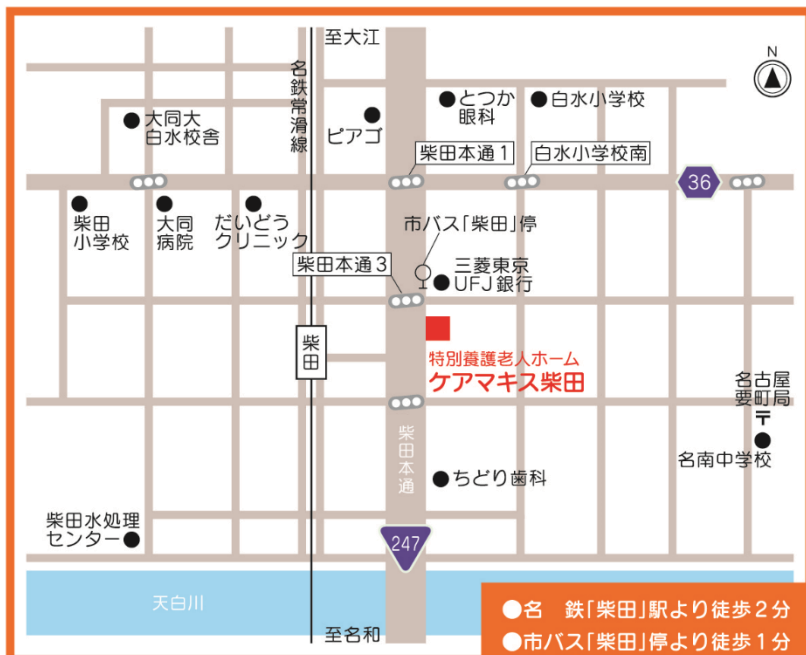 至大江
N
名鉄常滑線
とつか
眼科
白水小学校
大同大
白水校舎
ピアゴ
柴田本通1
白水小学校南
36
柴田
小学校
大同
病院
だいどう
クリニック
市バス「柴田」停
柴田本通3
三菱東京
UFJ銀行
柴田
特別養護老人ホーム
ケアマキス柴田
名古屋
要町局
〒
柴田本通
名南中学校
ちどり歯科
柴田水処理
センター
247
天白川
至名和
●名　鉄「柴田」駅より徒歩2分
●市バス「柴田」停より徒歩1分